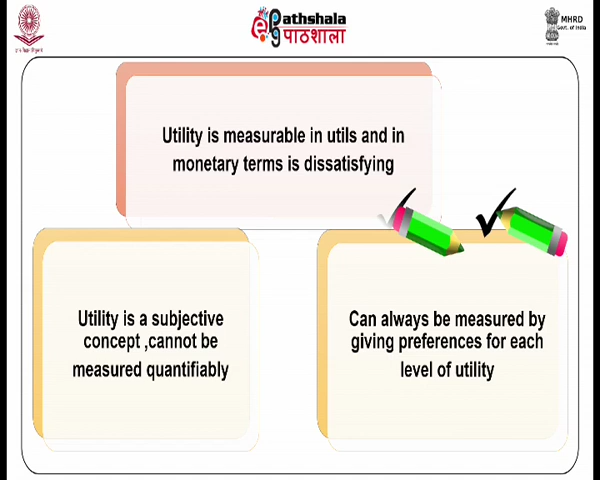 Pathshala
पाठशाला
MHRD
Govt. of India
Utility is measurable in utils and in
monetary terms is dissatisfying
Utility is a subjective
concept ,cannot be
measured quantifiably
Can always be measured by
giving preferences for each
level of utility